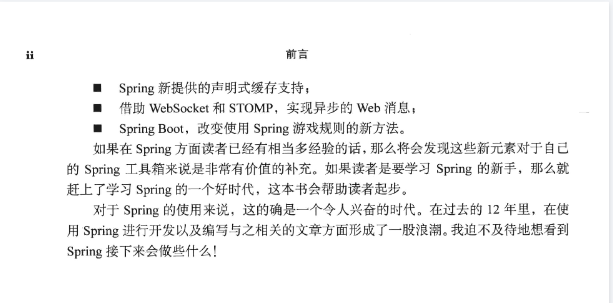 ii 前言
■ Spring 新提供的声明式缓存支持；
■ 借助 WebSocket 和 STOMP，实现异步的 Web 消息；
■ Spring Boot，改变使用 Spring 游戏规则的新方法。
如果在 Spring 方面读者已经有相当多经验的话，那么将会发现这些新元素对于自己
的 Spring 工具箱来说是非常有价值的补充。如果读者是要学习 Spring 的新手，那么就
赶上了学习 Spring 的一个好时代，这本书会帮助读者起步。
对于 Spring 的使用来说，这的确是一个令人兴奋的时代。在过去的 12 年里，在使
用 Spring 进行开发以及编写与之相关的文章方面形成了一股浪潮。我迫不及待地想看到
Spring 接下来会做些什么！